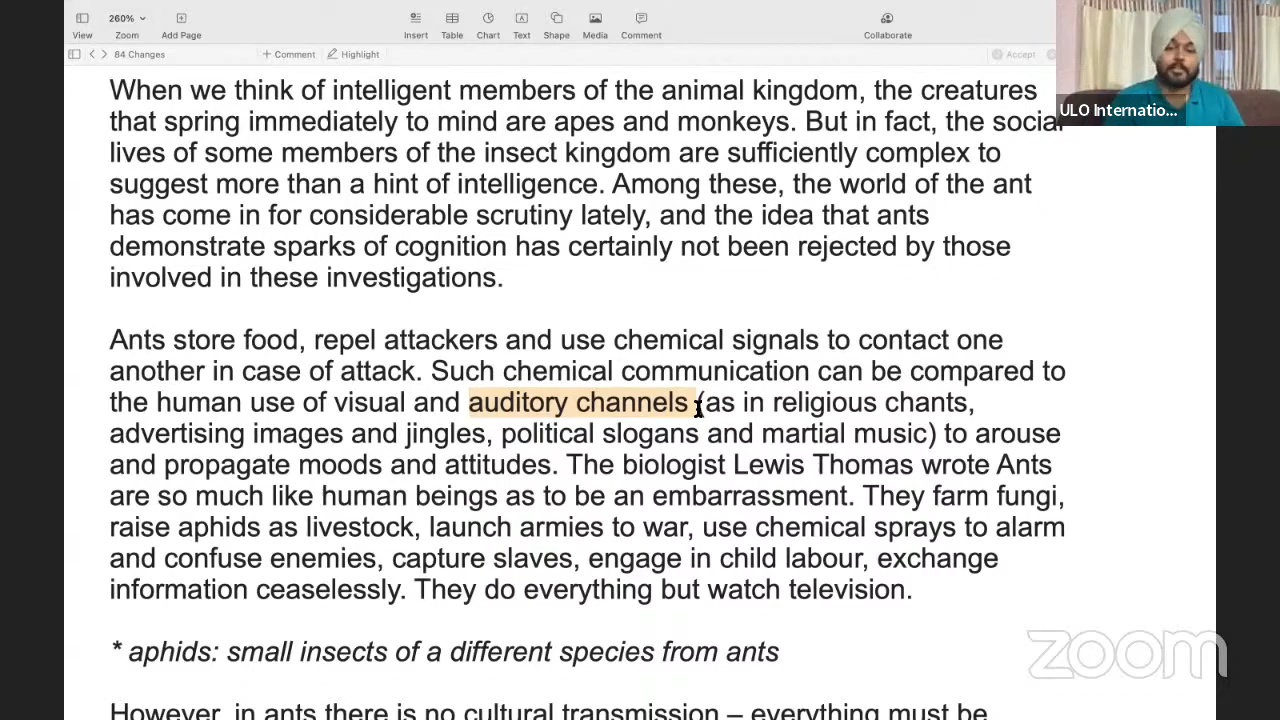 260%
View Zoom Add Page Insert Table Chart Text Shape Media Comment Collaborate
84 Changes + Comment Highlight Accept
ULO Internatio...
When we think of intelligent members of the animal kingdom, the creatures
that spring immediately to mind are apes and monkeys. But in fact, the social
lives of some members of the insect kingdom are sufficiently complex to
suggest more than a hint of intelligence. Among these, the world of the ant
has come in for considerable scrutiny lately, and the idea that ants
demonstrate sparks of cognition has certainly not been rejected by those
involved in these investigations.
Ants store food, repel attackers and use chemical signals to contact one
another in case of attack. Such chemical communication can be compared to
the human use of visual and auditory channels (as in religious chants,
advertising images and jingles, political slogans and martial music) to arouse
and propagate moods and attitudes. The biologist Lewis Thomas wrote Ants
are so much like human beings as to be an embarrassment. They farm fungi,
raise aphids as livestock, launch armies to war, use chemical sprays to alarm
and confuse enemies, capture slaves, engage in child labour, exchange
information ceaselessly. They do everything but watch television.
* aphids: small insects of a different species from ants
zoom
However, in ants there is no cultural transmission – everything must be